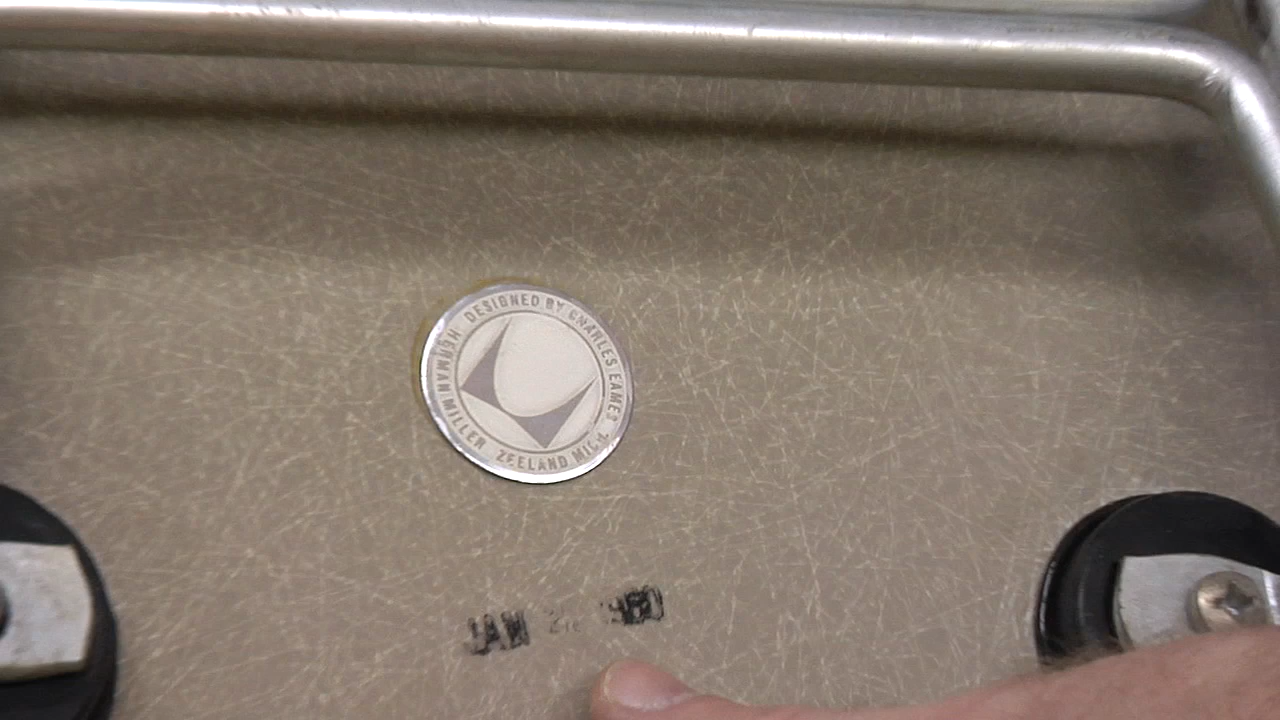 DESIGNED BY CHARLES EAMES
HERMAN MILLER
ZEELAND MICH.
JAN